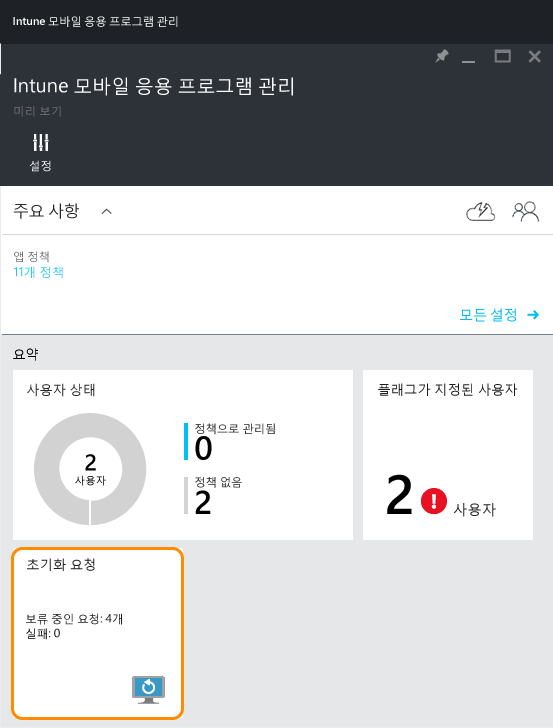 Intune 모바일 응용 프로그램 관리
Intune 모바일 응용 프로그램 관리
미리 보기
설정
주요 사항
앱 정책
11개 정책
모든 설정
요약
사용자 상태
2
사용자
정책으로 관리됨
0
정책 없음
2
플래그가 지정된 사용자
2 사용자
초기화 요청
보류 중인 요청: 4개
실패: 0